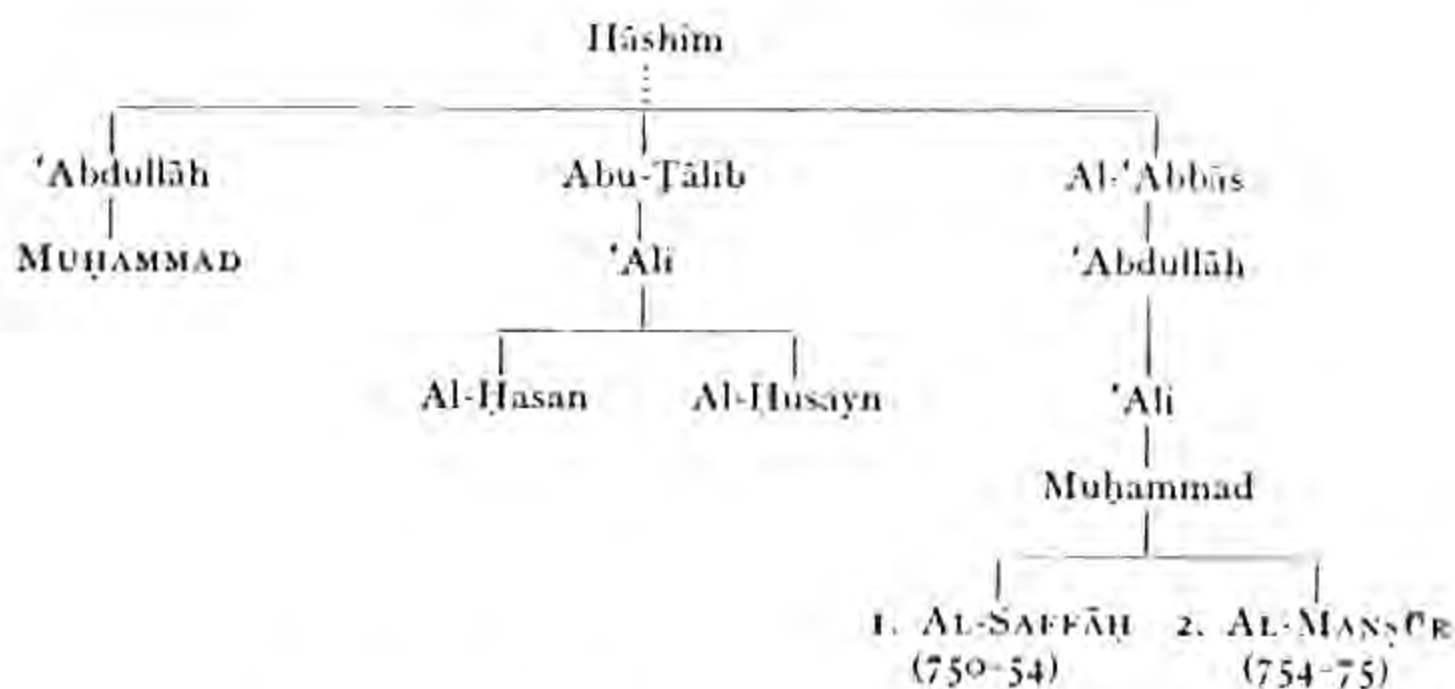 Hāshim
‘Abdullāh Abu-Ṭālib Al-‘Abbās
MUḤAMMAD ‘Ali ‘Abdullāh
Al-Ḥasan Al-Ḥusayn ‘Ali
Muḥammad
1. AL-SAFFĀḤ 2. AL-MANṢŪR
(750-54) (754-75)